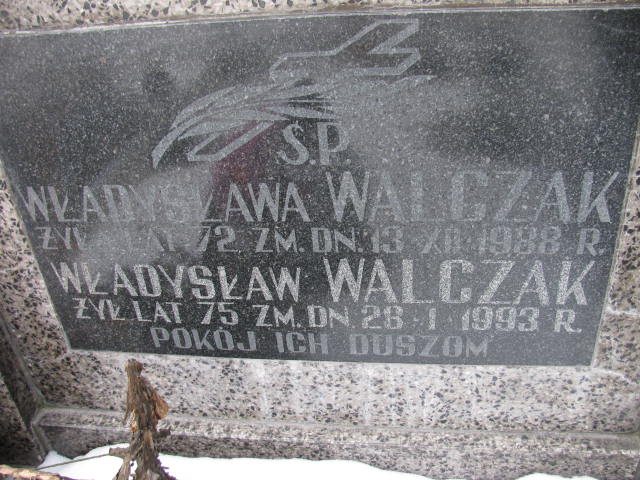 Ś.P.
WŁADYSŁAWA WALCZAK
ŻYŁ LAT 72 ZM. DN. 13 XII 1988 R.
WŁADYSŁAW WALCZAK
ŻYŁ LAT 75 ZM. DN. 26-I-1993 R.
POKÓJ ICH DUSZOM